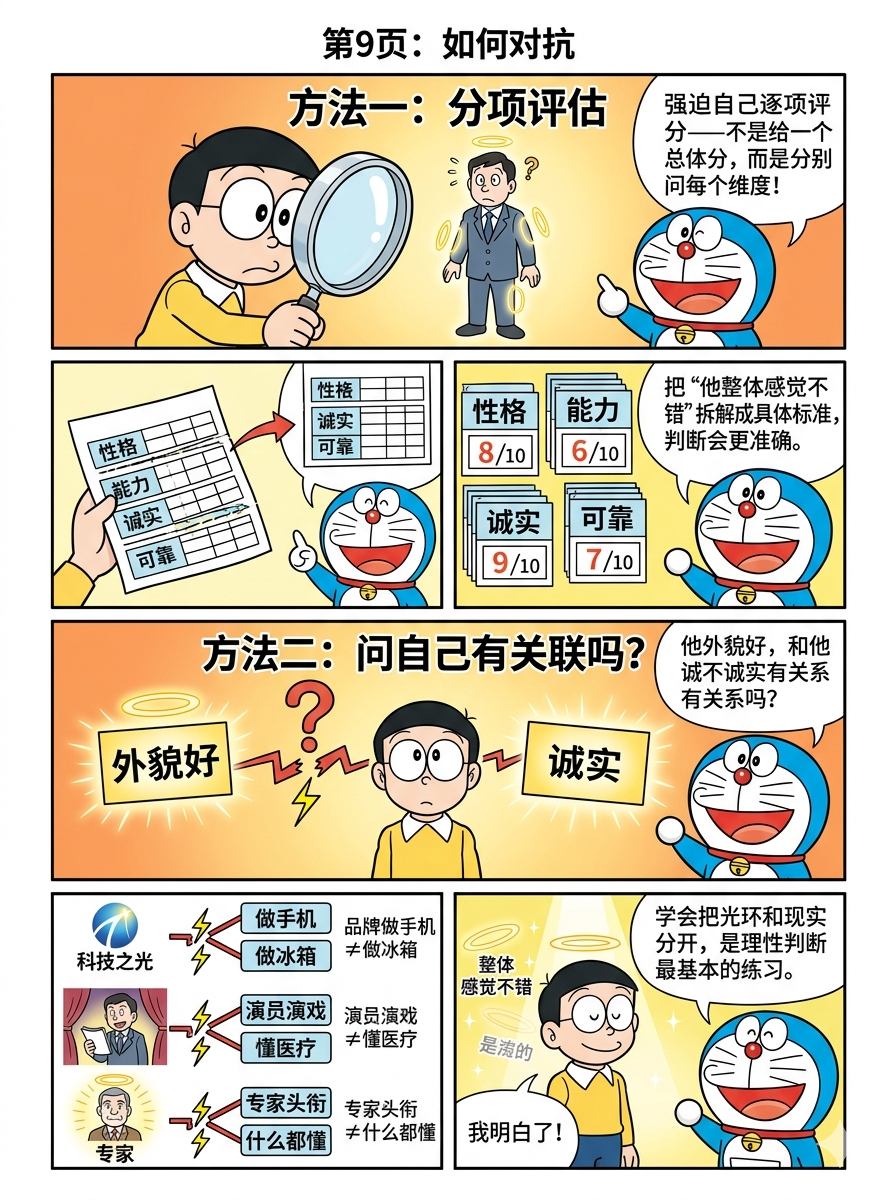 第9页：如何对抗
方法一：分项评估
强迫自己逐项评
分——不是给一个
总体分，而是分别
问每个维度！
?
性格
能力
诚实
可靠
性格
诚实
可靠
性格
8/10
能力
6/10
诚实
9/10
可靠
7/10
把“他整体感觉不
错”拆解成具体标准，
判断会更准确。
方法二：问自己有关联吗？
他外貌好，和他
诚不诚实有关系
有关系吗？
?
外貌好
诚实
科技之光
做手机
做冰箱
品牌做手机
≠做冰箱
演员演戏
懂医疗
演员演戏
≠懂医疗
专家
专家头衔
什么都懂
专家头衔
≠什么都懂
整体
感觉不错
学会把光环和现实
分开，是理性判断
最基本的练习。
我明白了！